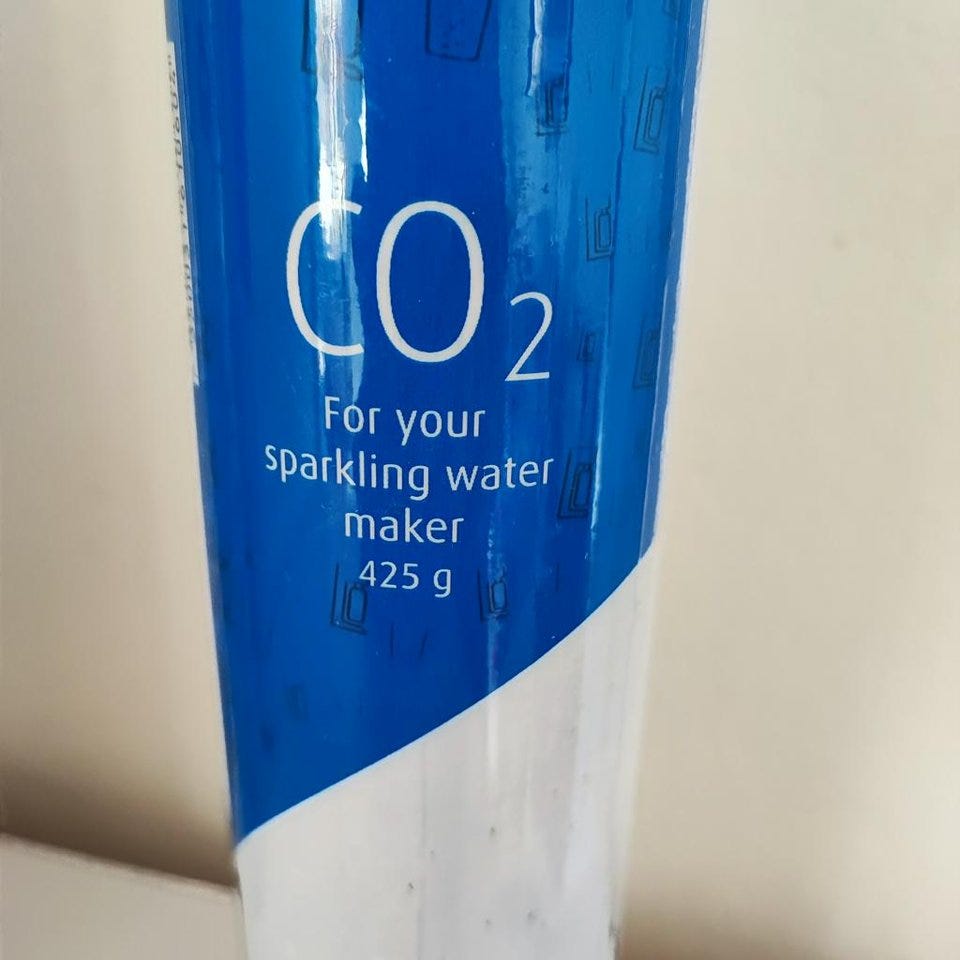 CO₂
For your
sparkling water
maker
425 g